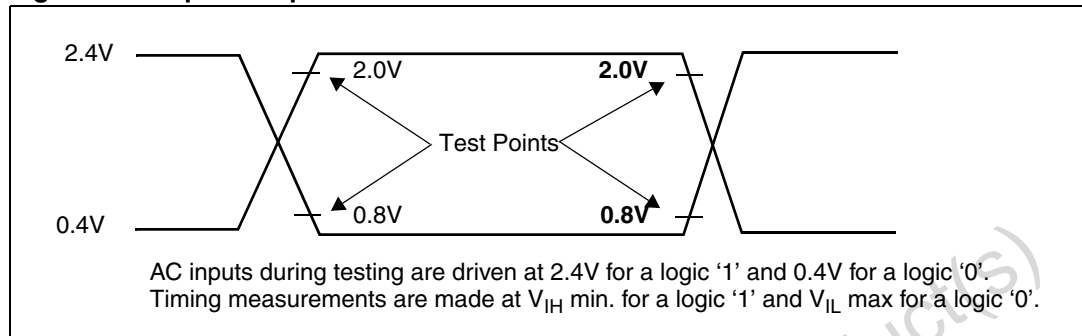 2.4V
2.0V
2.0V
Test Points
0.4V
0.8V
0.8V
AC inputs during testing are driven at 2.4V for a logic ‘1’ and 0.4V for a logic ‘0’.
Timing measurements are made at VIH min. for a logic ‘1’ and VIL max for a logic ‘0’.